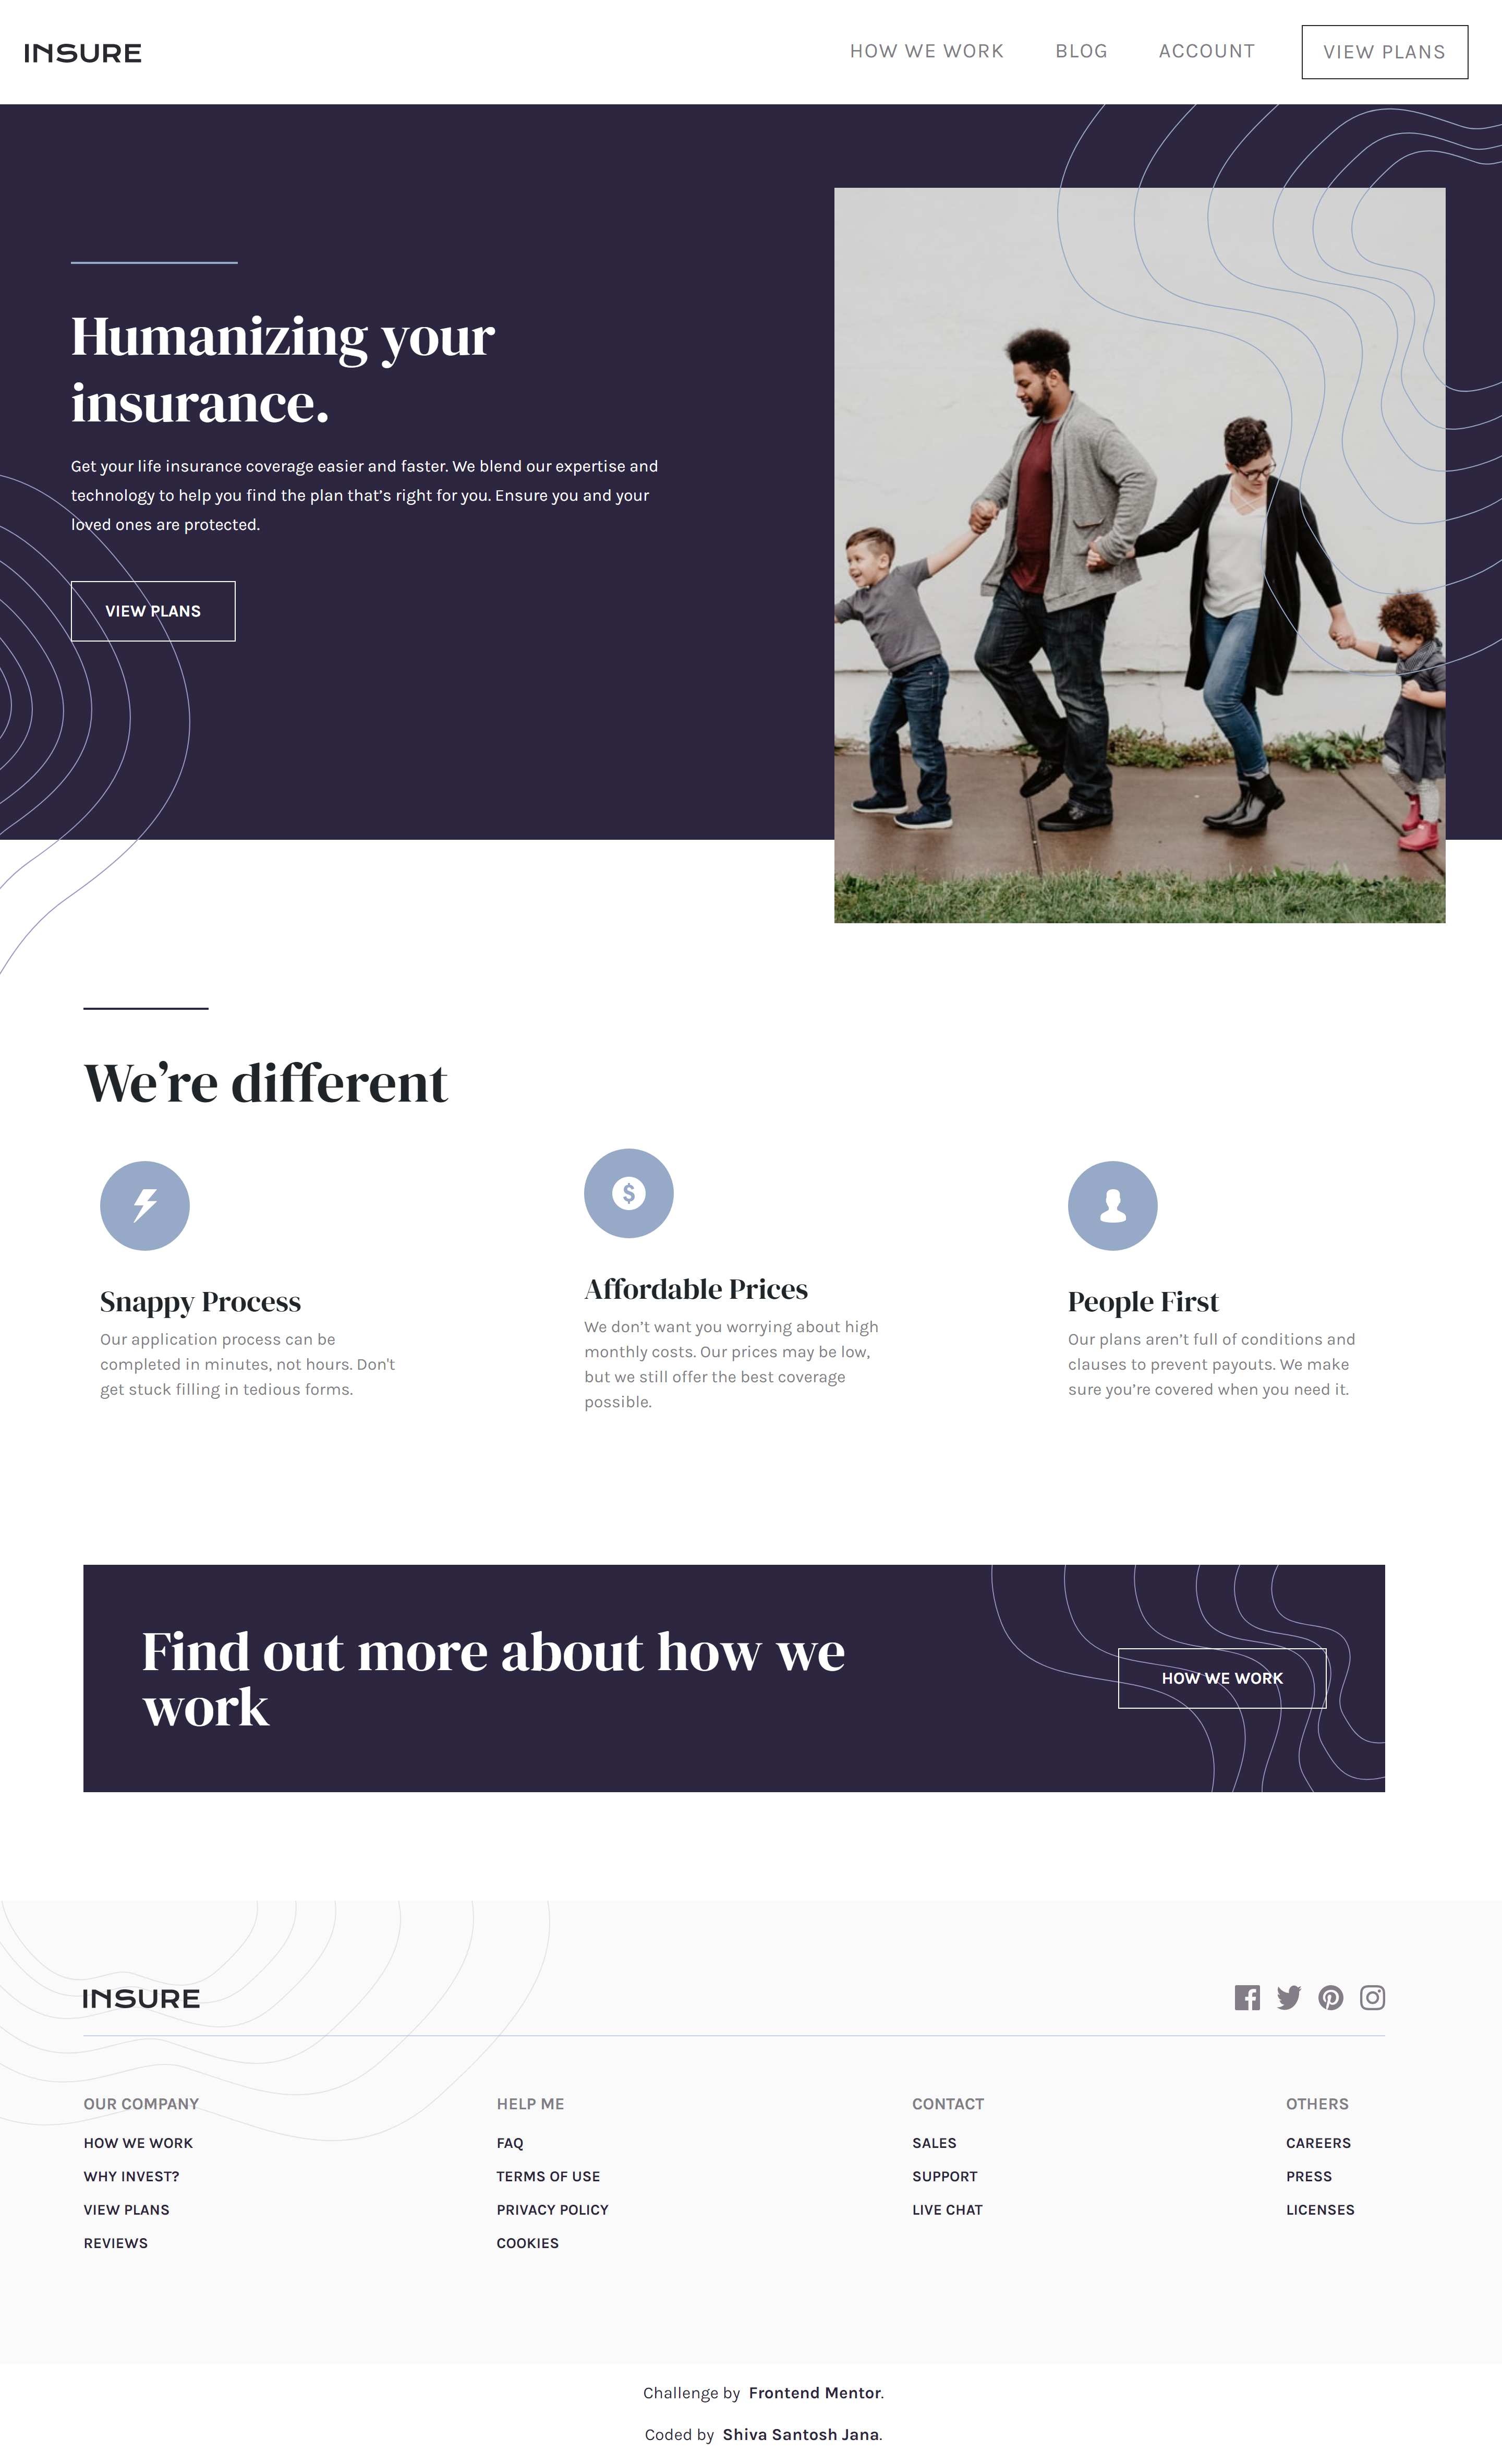 INSURE
HOW WE WORK
BLOG
ACCOUNT
VIEW PLANS
Humanizing your
insurance.
Get your life insurance coverage easier and faster. We blend our expertise and
technology to help you find the plan that’s right for you. Ensure you and your
loved ones are protected.
VIEW PLANS
We’re different
Snappy Process
Our application process can be
completed in minutes, not hours. Don't
get stuck filling in tedious forms.
Affordable Prices
We don’t want you worrying about high
monthly costs. Our prices may be low,
but we still offer the best coverage
possible.
People First
Our plans aren’t full of conditions and
clauses to prevent payouts. We make
sure you’re covered when you need it.
Find out more about how we
work
HOW WE WORK
INSURE
OUR COMPANY
HOW WE WORK
WHY INVEST?
VIEW PLANS
REVIEWS
HELP ME
FAQ
TERMS OF USE
PRIVACY POLICY
COOKIES
CONTACT
SALES
SUPPORT
LIVE CHAT
OTHERS
CAREERS
PRESS
LICENSES
Challenge by Frontend Mentor.
Coded by Shiva Santosh Jana.